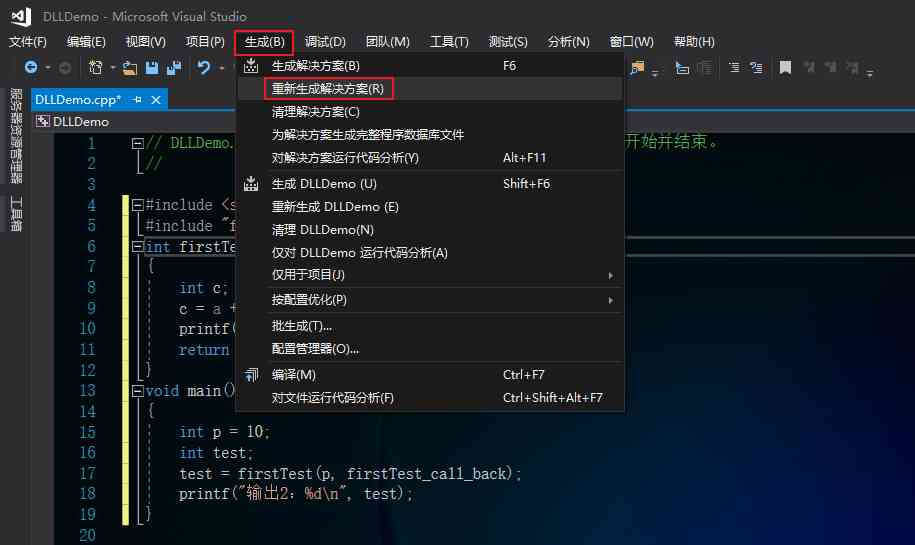 DLLDemo - Microsoft Visual Studio
文件(F) 编辑(E) 视图(V) 项目(P) 生成(B) 调试(D) 团队(M) 工具(T) 测试(S) 分析(N) 窗口(W) 帮助(H)
生成解决方案(B) F6
重新生成解决方案(R)
清理解决方案(C)
为解决方案生成完整程序数据库文件
对解决方案运行代码分析(Y) Alt+F11
生成 DLLDemo (U) Shift+F6
重新生成 DLLDemo (E)
清理 DLLDemo(N)
仅对 DLLDemo 运行代码分析(A)
仅用于项目(J)
按配置优化(P)
批生成(T)...
配置管理器(O)...
编译(M) Ctrl+F7
对文件运行代码分析(F) Ctrl+Shift+Alt+F7
服务器资源管理器
工具箱
DLLDemo.cpp*
DLLDemo
1 // DLLDemo. 开始并结束。
2 //
3
4 #include <s
5 #include "f
6 int firstTe
7 {
8 int c;
9 c = a +
10 printf(
11 return
12 }
13 void main()
14 {
15 int p = 10;
16 int test;
17 test = firstTest(p, firstTest_call_back);
18 printf("输出2: %d\n", test);
19 }
20